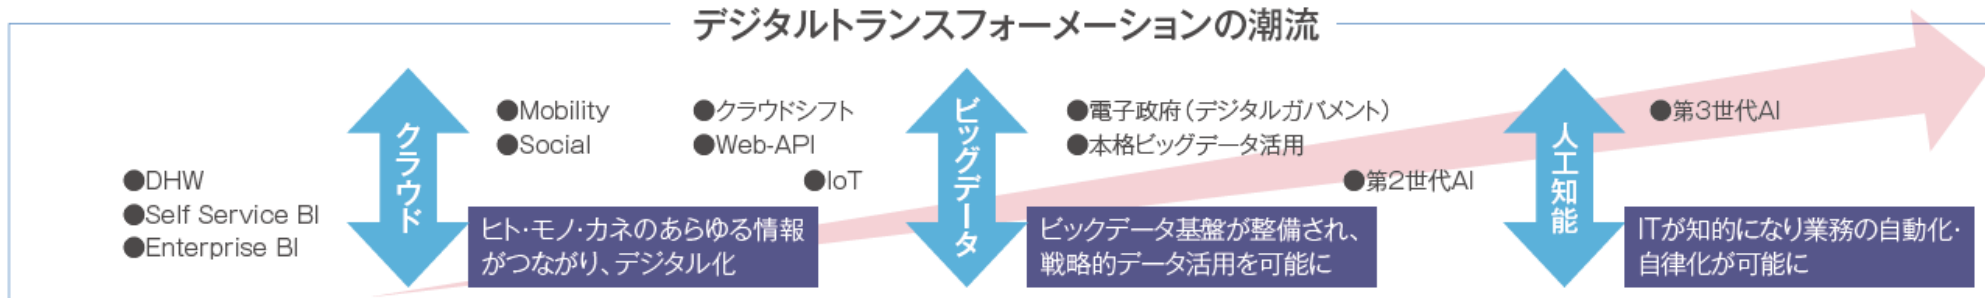 デジタルトランスフォーメーションの潮流
●DHW
●Self Service BI
●Enterprise BI
クラウド
●Mobility
●Social
●クラウドシフト
●Web-API
●IoT
ヒト・モノ・カネのあらゆる情報
がつながり、デジタル化
ビッグデータ
●電子政府（デジタルガバメント）
●本格ビッグデータ活用
●第2世代AI
ビックデータ基盤が整備され、
戦略的データ活用を可能に
人工知能
●第3世代AI
ITが知的になり業務の自動化・
自律化が可能に